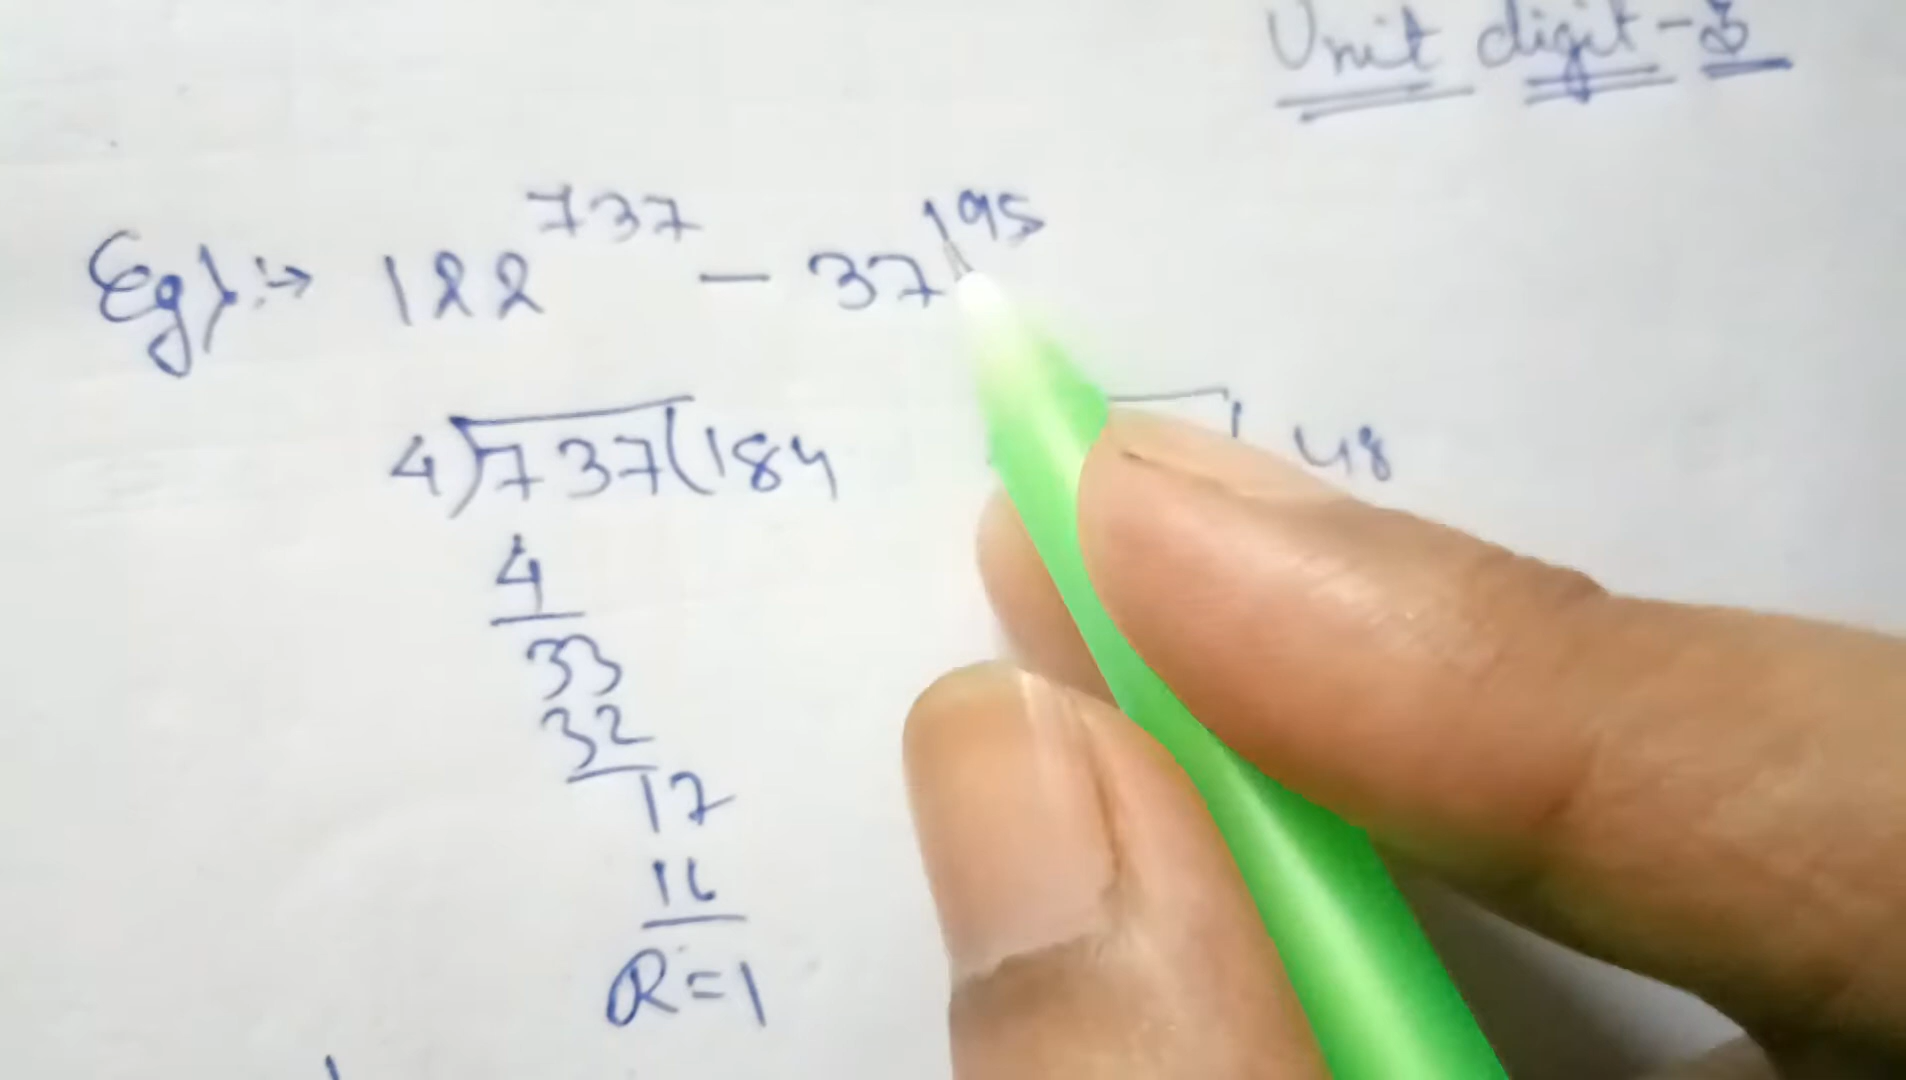 Unit digit - 3
Eg) :→ 122^737 - 37^195
4)737(184
48
4
33
32
17
16
R=1